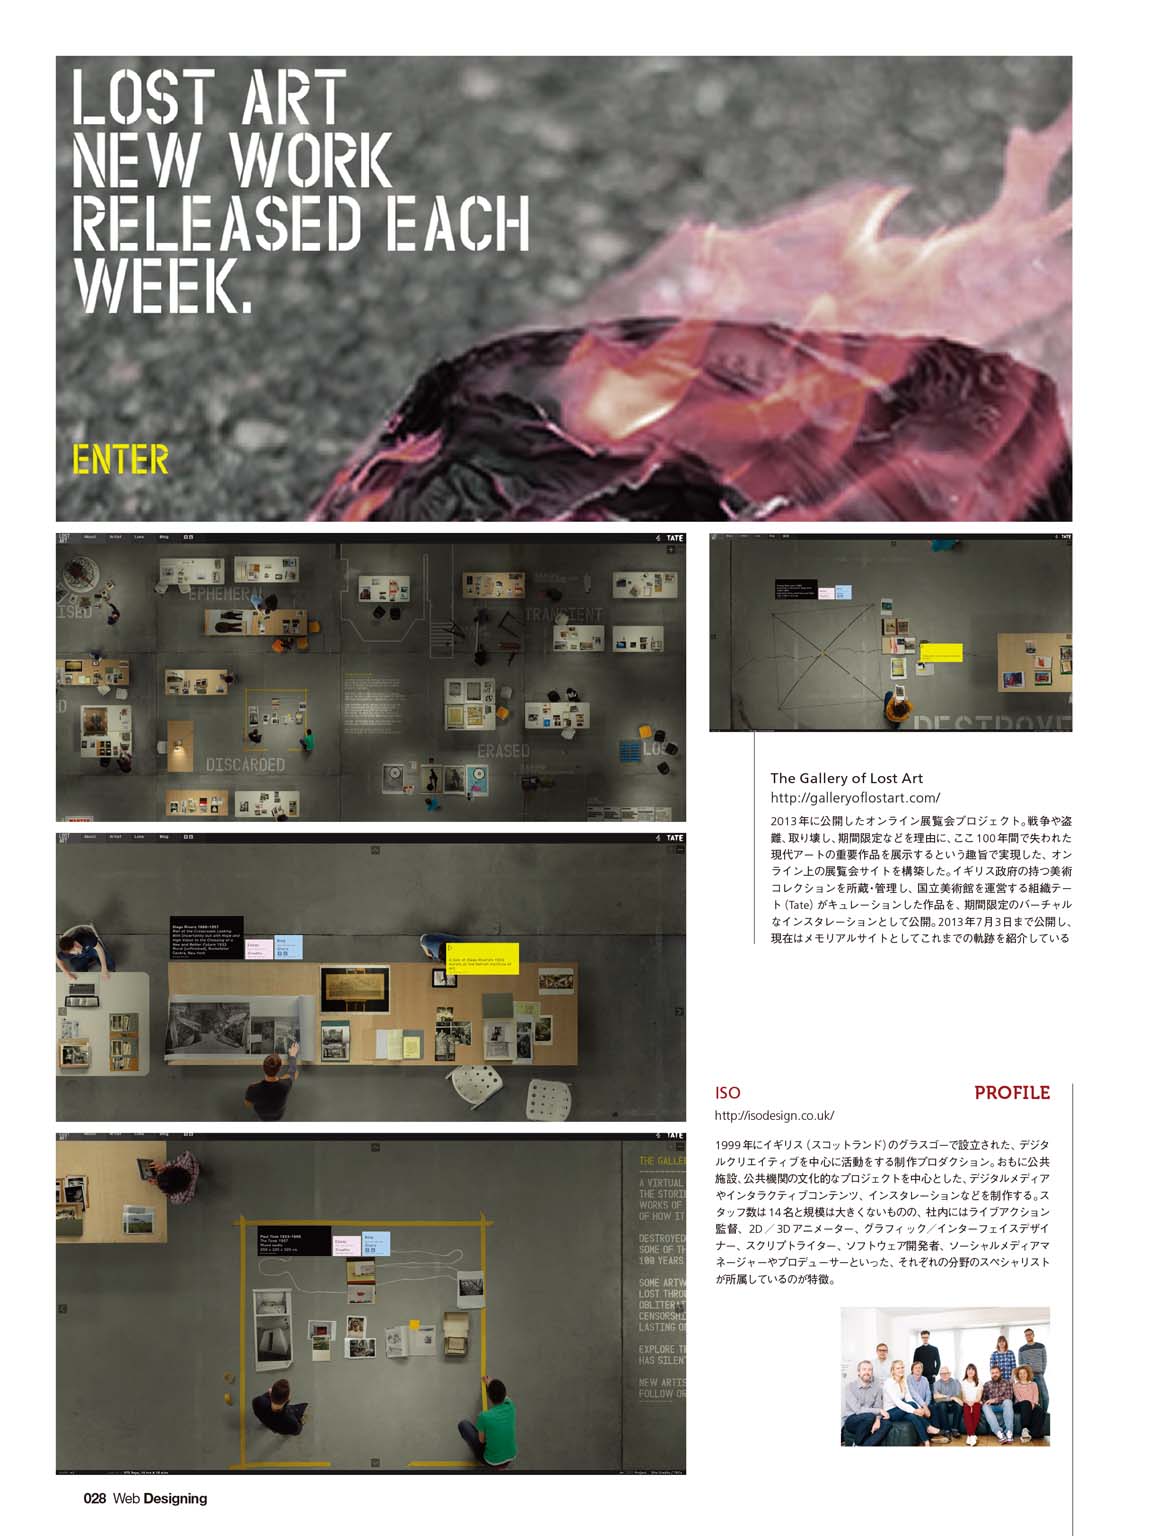 LOST ART
NEW WORK
RELEASED EACH
WEEK.
ENTER
LOST
ART
About
Artist
Lens
Blog
TATE
EPHEMERAL
TRANSIENT
DISCARDED
ERASED
TATE
DESTROYE
The Gallery of Lost Art
http://galleryoflostart.com/
2013年に公開したオンライン展覧会プロジェクト。戦争や盗
難、取り壊し、期間限定などを理由に、ここ100年間で失われた
現代アートの重要作品を展示するという趣旨で実現した、オン
ライン上の展覧会サイトを構築した。イギリス政府の持つ美術
コレクションを所蔵・管理し、国立美術館を運営する組織テー
ト（Tate）がキュレーションした作品を、期間限定のバーチャル
なインスタレーションとして公開。2013年7月3日まで公開し、
現在はメモリアルサイトとしてこれまでの軌跡を紹介している
LOST
ART
About
Artist
Lens
Blog
TATE
Diego Rivera 1886-1957
ISO
PROFILE
http://isodesign.co.uk/
1999年にイギリス（スコットランド）のグラスゴーで設立された、デジタ
ルクリエイティブを中心に活動をする制作プロダクション。おもに公共
施設、公共機関の文化的なプロジェクトを中心とした、デジタルメディア
やインタラクティブコンテンツ、インスタレーションなどを制作する。ス
タッフ数は14名と規模は大きくないものの、社内にはライブアクション
監督、2D／3Dアニメーター、グラフィック／インターフェイスデザイ
ナー、スクリプトライター、ソフトウェア開発者、ソーシャルメディアマ
ネージャーやプロデューサーといった、それぞれの分野のスペシャリスト
が所属しているのが特徴。
TATE
THE GALLE
A VIRTUAL
THE STORI
WORKS OF
OF HOW IT
DESTROYED
SOME OF TH
100 YEARS
SOME ARTW
LOST THROU
OBLITERAT
CENSORSHI
LASTING O
EXPLORE T
HAS SILEN
NEW ARTIS
FOLLOW OR
028 Web Designing